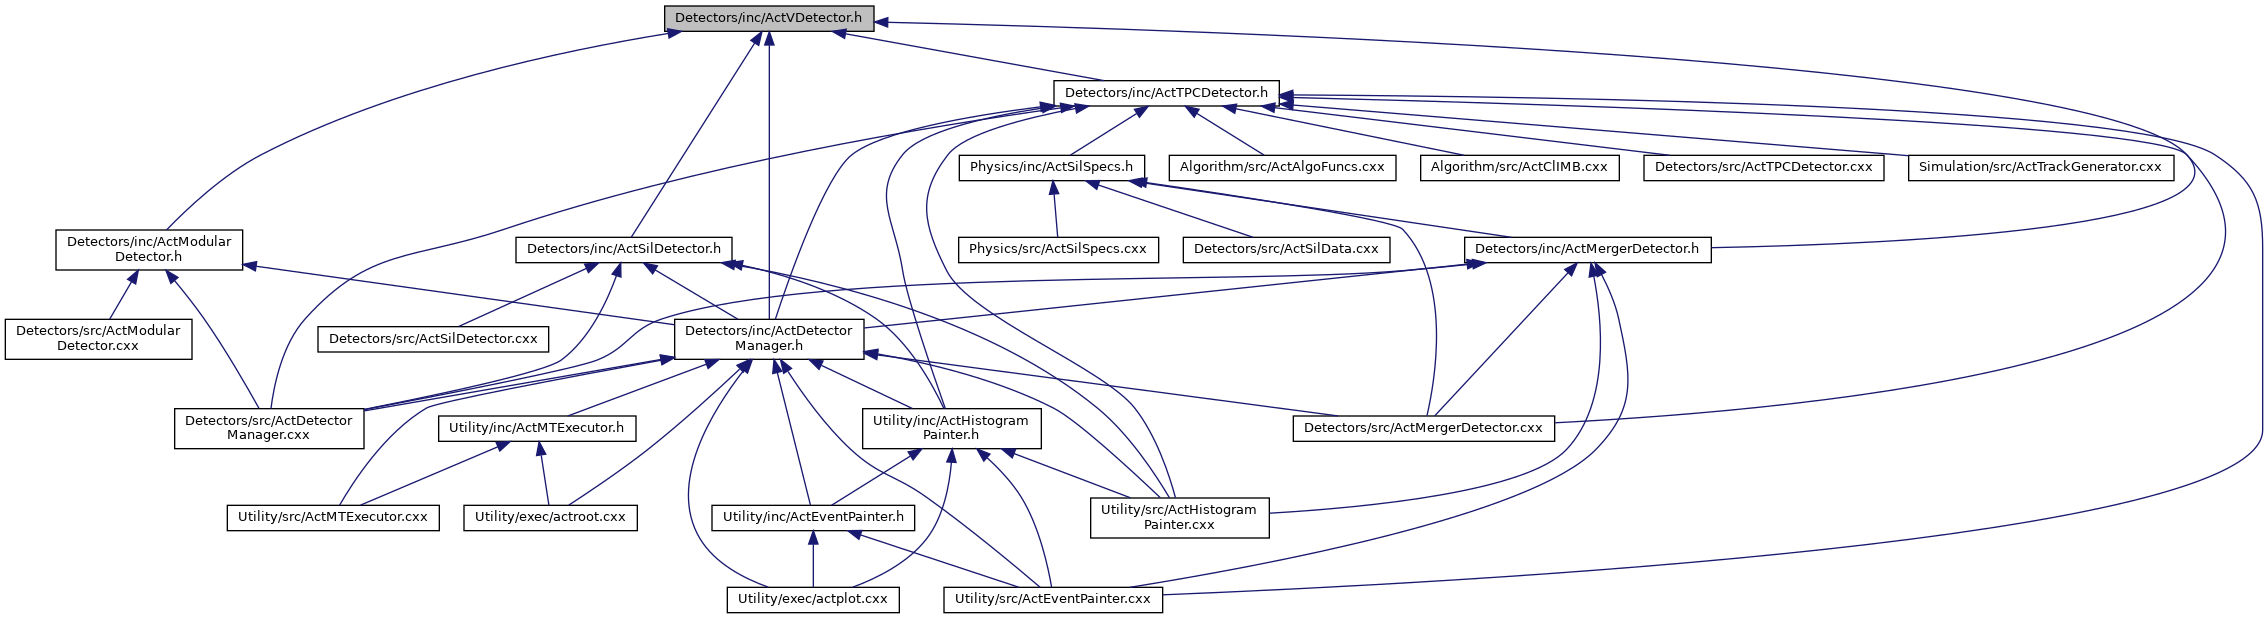 Detectors/inc/ActVDetector.h
Detectors/inc/ActTPCDetector.h
Physics/inc/ActSilSpecs.h
Algorithm/src/ActAlgoFuncs.cxx
Algorithm/src/ActClIMB.cxx
Detectors/src/ActTPCDetector.cxx
Simulation/src/ActTrackGenerator.cxx
Detectors/inc/ActModular
Detector.h
Detectors/inc/ActSilDetector.h
Physics/src/ActSilSpecs.cxx
Detectors/src/ActSilData.cxx
Detectors/inc/ActMergerDetector.h
Detectors/src/ActModular
Detector.cxx
Detectors/src/ActSilDetector.cxx
Detectors/inc/ActDetector
Manager.h
Detectors/src/ActDetector
Manager.cxx
Utility/inc/ActMTExecutor.h
Utility/inc/ActHistogram
Painter.h
Detectors/src/ActMergerDetector.cxx
Utility/src/ActMTExecutor.cxx
Utility/exec/actroot.cxx
Utility/inc/ActEventPainter.h
Utility/src/ActHistogram
Painter.cxx
Utility/exec/actplot.cxx
Utility/src/ActEventPainter.cxx